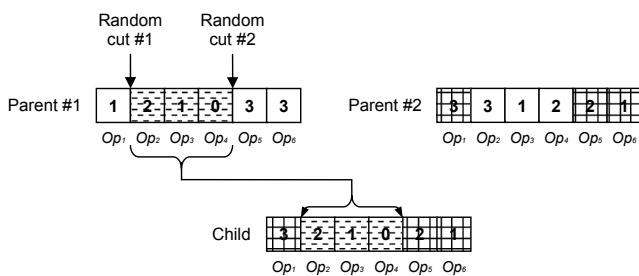 Random cut #1
Random cut #2
Parent #1
1 2 1 0 3 3
Op1 Op2 Op3 Op4 Op5 Op6
Parent #2
3 3 1 2 2 1
Op1 Op2 Op3 Op4 Op5 Op6
Child
3 2 1 0 2 1
Op1 Op2 Op3 Op4 Op5 Op6